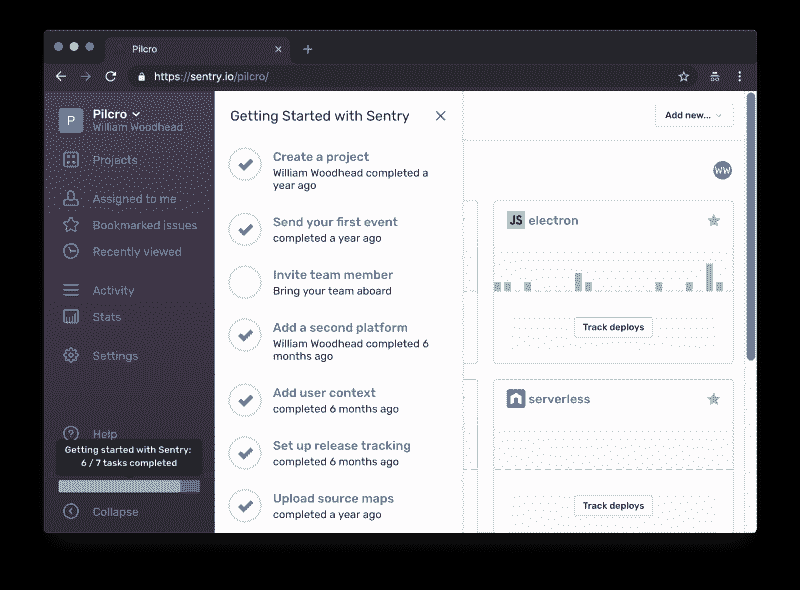 Pilcro
https://sentry.io/pilcro/
P
Pilcro
William Woodhead
Projects
Assigned to me
Bookmarked issues
Recently viewed
Activity
Stats
Settings
Help
Getting started with Sentry:
6 / 7 tasks completed
Collapse
Getting Started with Sentry
Create a project
William Woodhead completed a
year ago
Send your first event
completed a year ago
Invite team member
Bring your team aboard
Add a second platform
William Woodhead completed 6
months ago
Add user context
completed 6 months ago
Set up release tracking
completed 6 months ago
Upload source maps
completed a year ago
Add new...
WW
JS electron
Track deploys
serverless
Track deploys